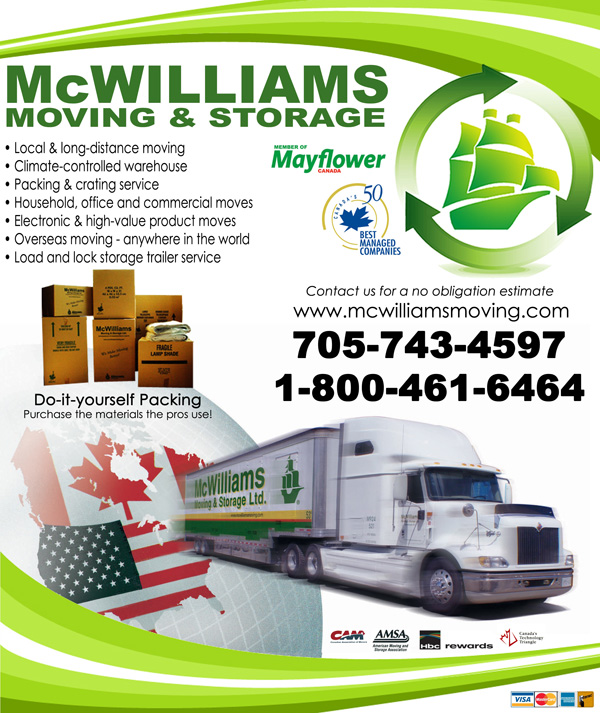 McWILLIAMS
MOVING & STORAGE
• Local & long-distance moving
• Climate-controlled warehouse
• Packing & crating service
• Household, office and commercial moves
• Electronic & high-value product moves
• Overseas moving - anywhere in the world
• Load and lock storage trailer service
MEMBER OF
Mayflower
CANADA
CANADA'S 50
BEST
MANAGED
COMPANIES
Contact us for a no obligation estimate
www.mcwilliamsmoving.com
705-743-4597
1-800-461-6464
McWilliams
FRAGILE
LAMP SHADE
Do-it-yourself Packing
Purchase the materials the pros use!
McWilliams
Moving & Storage Ltd.
CAM
AMSA
American Moving and
Storage Association
Hbc rewards
Canada's
Technology
Triangle
VISA